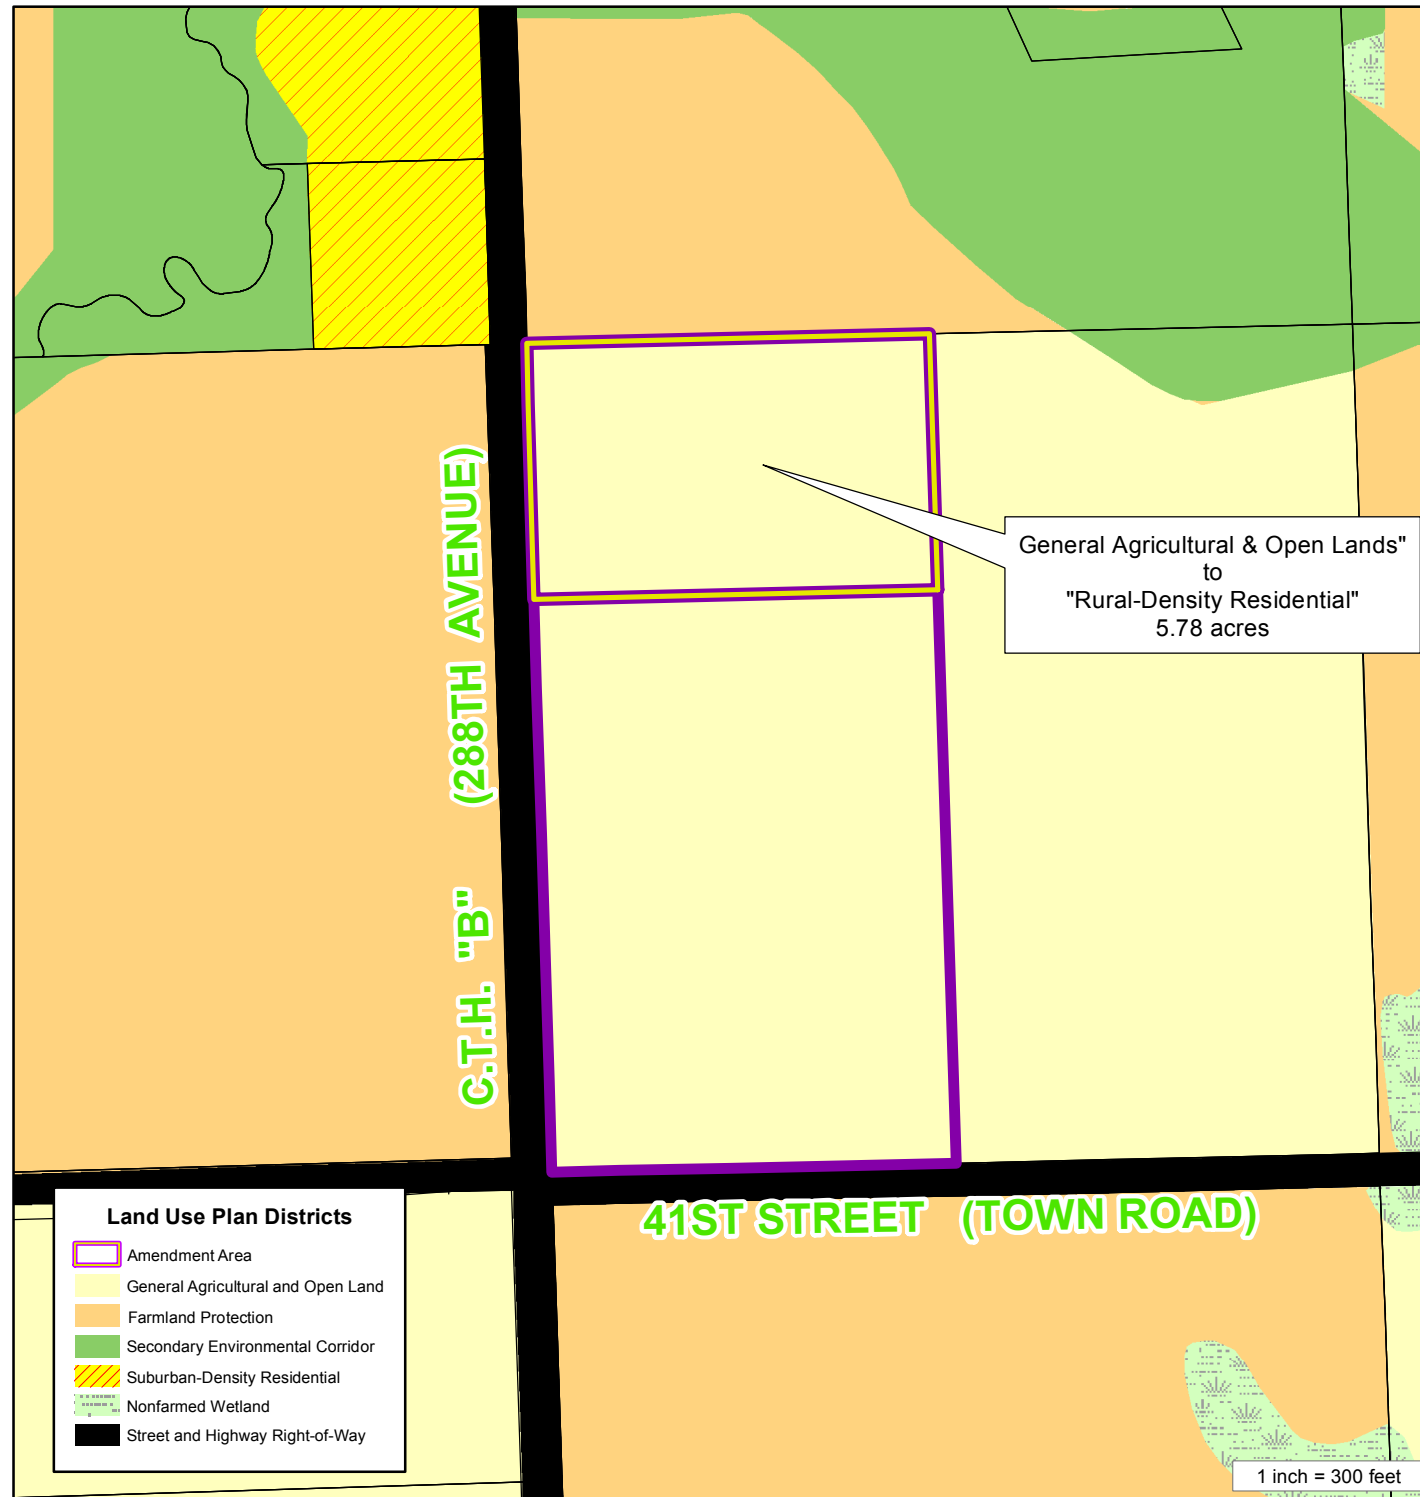 General Agricultural & Open Lands"
to
"Rural-Density Residential"
5.78 acres
C.T.H. "B" (288TH AVENUE)
41ST STREET (TOWN ROAD)
Land Use Plan Districts
Amendment Area
General Agricultural and Open Land
Farmland Protection
Secondary Environmental Corridor
Suburban-Density Residential
Nonfarmed Wetland
Street and Highway Right-of-Way
1 inch = 300 feet